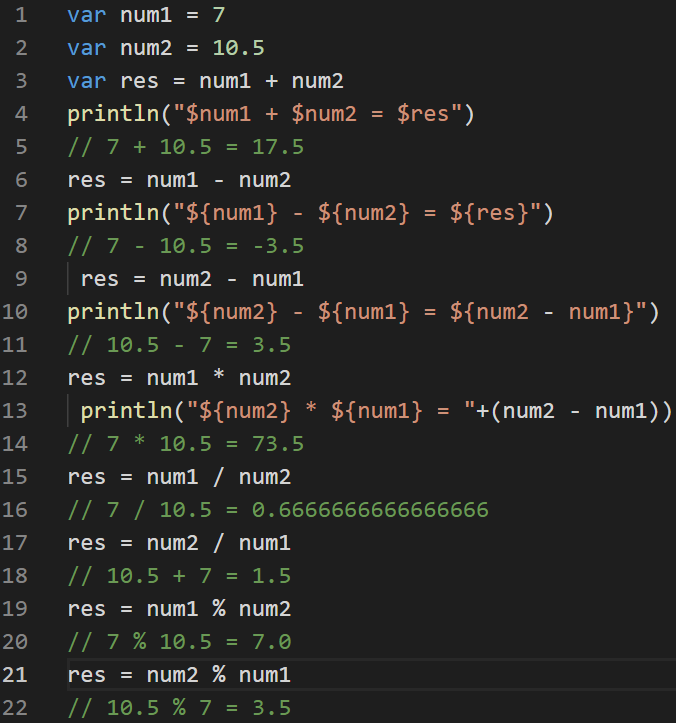 1 var num1 = 7
2 var num2 = 10.5
3 var res = num1 + num2
4 println("$num1 + $num2 = $res")
5 // 7 + 10.5 = 17.5
6 res = num1 - num2
7 println("${num1} - ${num2} = ${res}")
8 // 7 - 10.5 = -3.5
9  res = num2 - num1
10 println("${num2} - ${num1} = ${num2 - num1}")
11 // 10.5 - 7 = 3.5
12 res = num1 * num2
13  println("${num2} * ${num1} = "+(num2 - num1))
14 // 7 * 10.5 = 73.5
15 res = num1 / num2
16 // 7 / 10.5 = 0.6666666666666666
17 res = num2 / num1
18 // 10.5 + 7 = 1.5
19 res = num1 % num2
20 // 7 % 10.5 = 7.0
21 res = num2 % num1
22 // 10.5 % 7 = 3.5